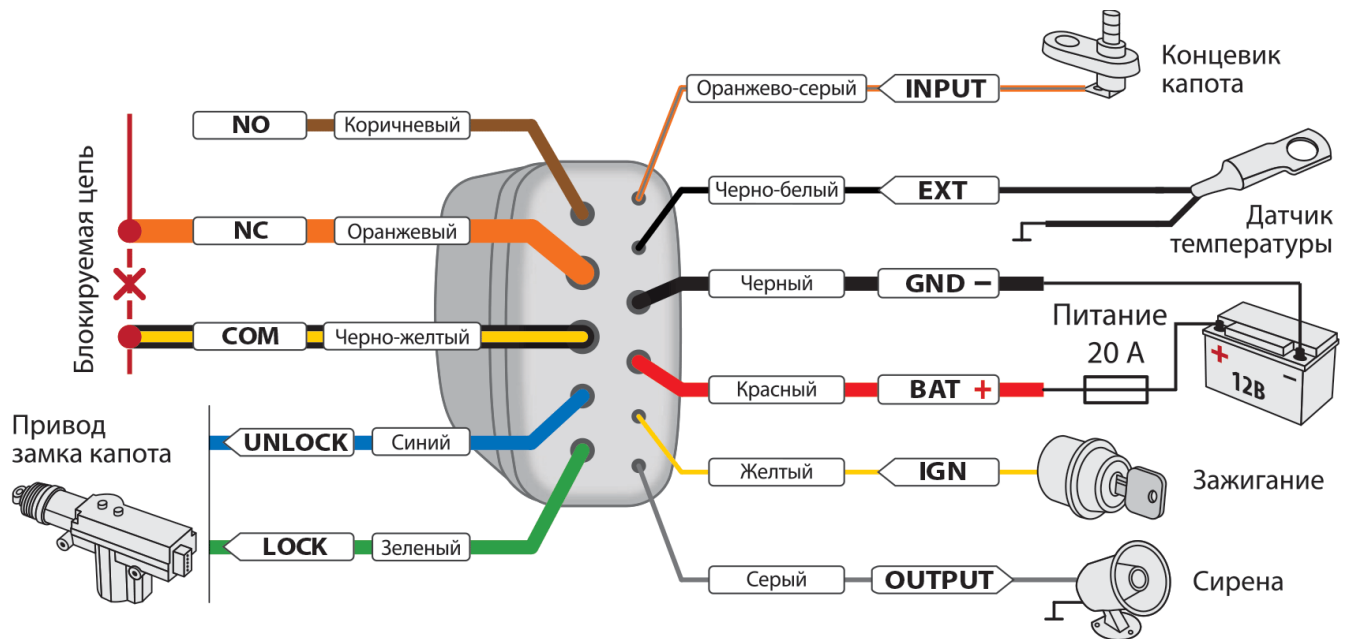 Блокируемая цепь
NO
Коричневый
NC
Оранжевый
COM
Черно-желтый
Привод
замка капота
UNLOCK
Синий
LOCK
Зеленый
Оранжево-серый
INPUT
Концевик
капота
Черно-белый
EXT
Датчик
температуры
Черный
GND −
Питание
20 А
Красный
BAT +
+
−
12В
Желтый
IGN
Зажигание
Серый
OUTPUT
Сирена